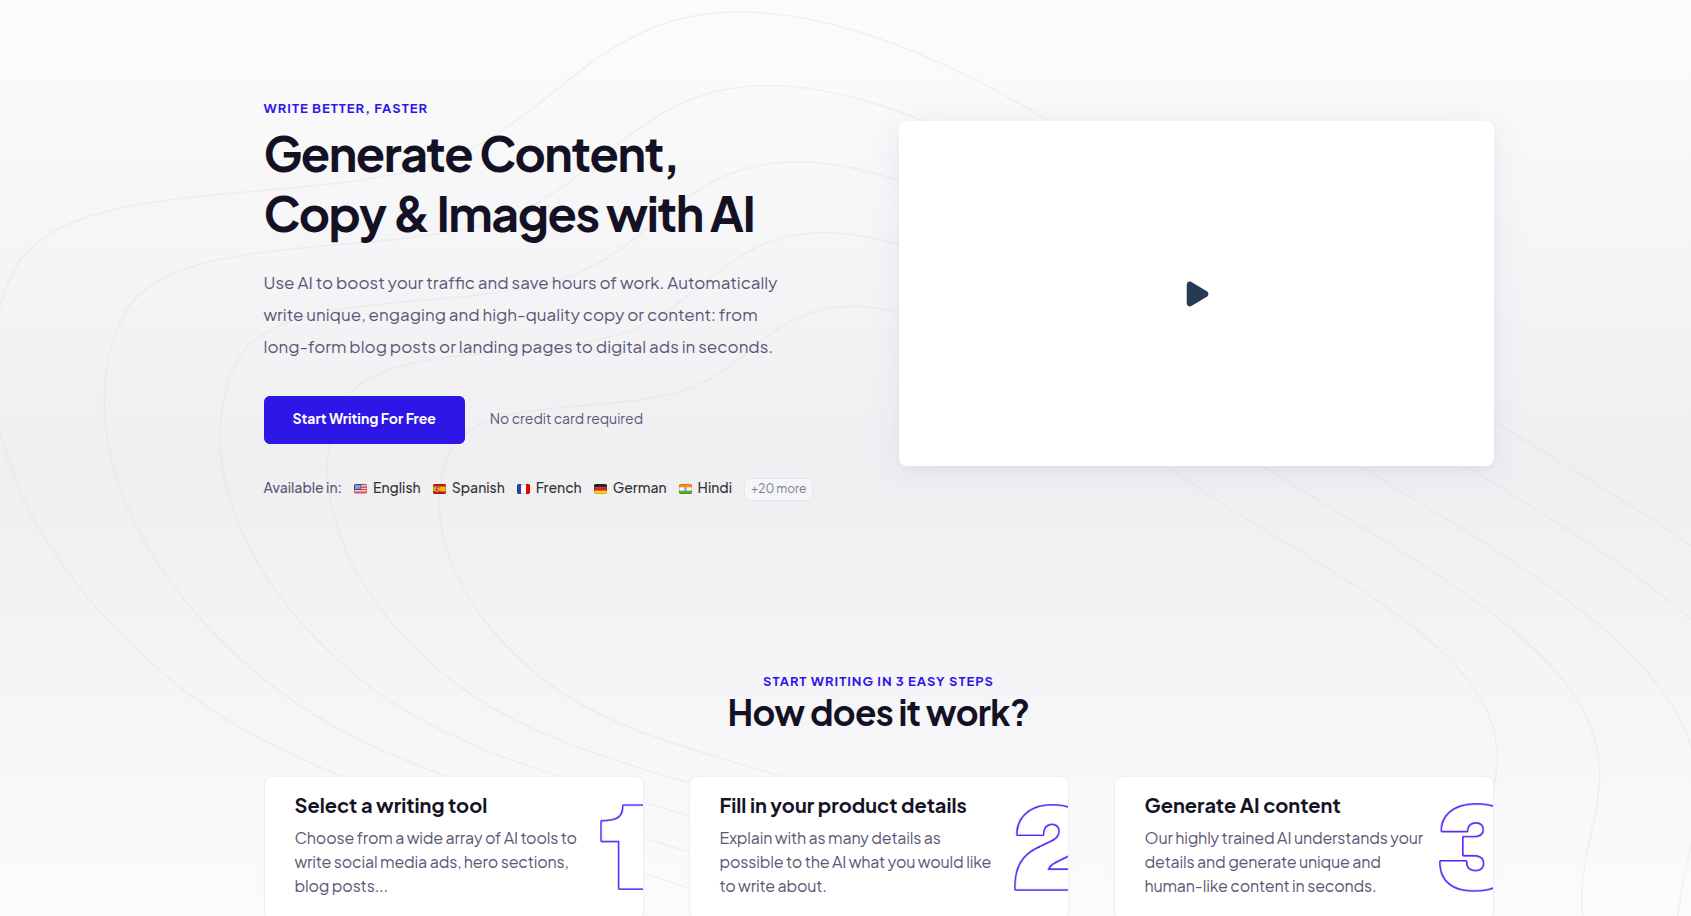 WRITE BETTER, FASTER
Generate Content,
Copy & Images with AI
Use AI to boost your traffic and save hours of work. Automatically
write unique, engaging and high-quality copy or content: from
long-form blog posts or landing pages to digital ads in seconds.
Start Writing For Free
No credit card required
Available in: English Spanish French German Hindi +20 more
START WRITING IN 3 EASY STEPS
How does it work?
Select a writing tool
Choose from a wide array of AI tools to
write social media ads, hero sections,
blog posts...
1
Fill in your product details
Explain with as many details as
possible to the AI what you would like
to write about.
2
Generate AI content
Our highly trained AI understands your
details and generate unique and
human-like content in seconds.
3